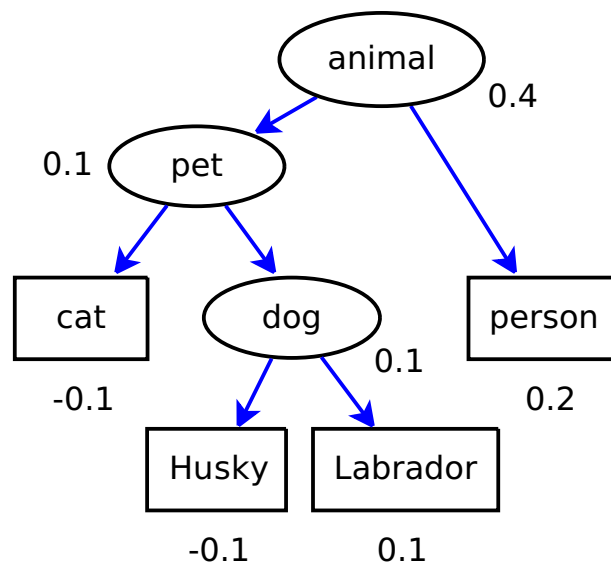 animal
0.4
0.1
pet
cat
dog
person
0.1
-0.1
0.2
Husky
Labrador
-0.1
0.1